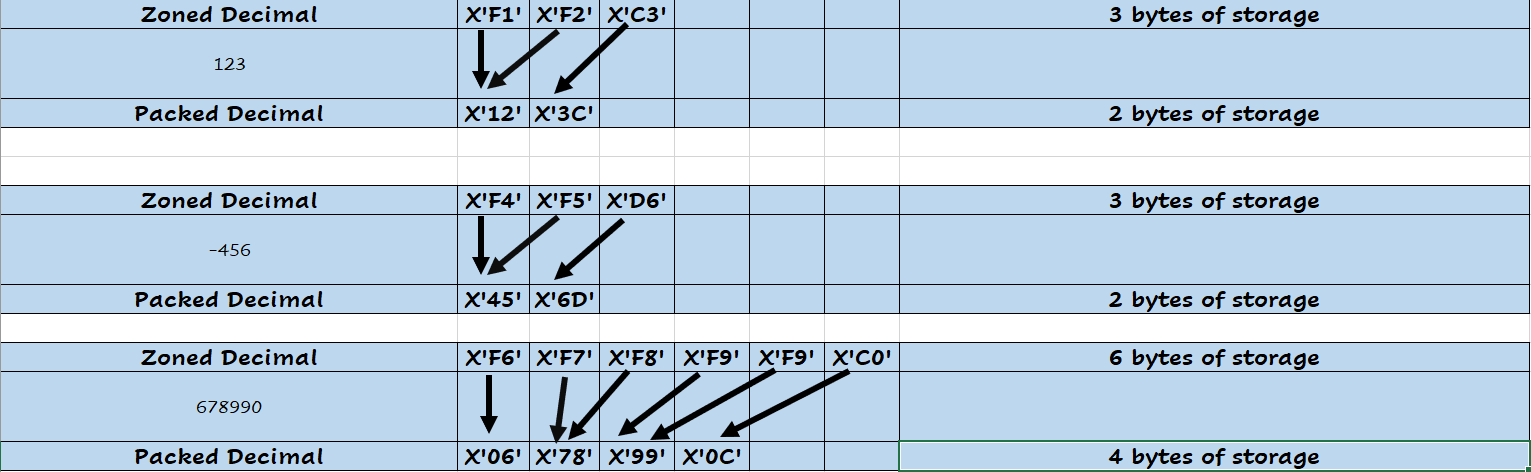 Zoned Decimal X'F1' X'F2' X'C3' 3 bytes of storage
123
Packed Decimal X'12' X'3C' 2 bytes of storage
Zoned Decimal X'F4' X'F5' X'D6' 3 bytes of storage
-456
Packed Decimal X'45' X'6D' 2 bytes of storage
Zoned Decimal X'F6' X'F7' X'F8' X'F9' X'F9' X'C0' 6 bytes of storage
678990
Packed Decimal X'06' X'78' X'99' X'0C' 4 bytes of storage